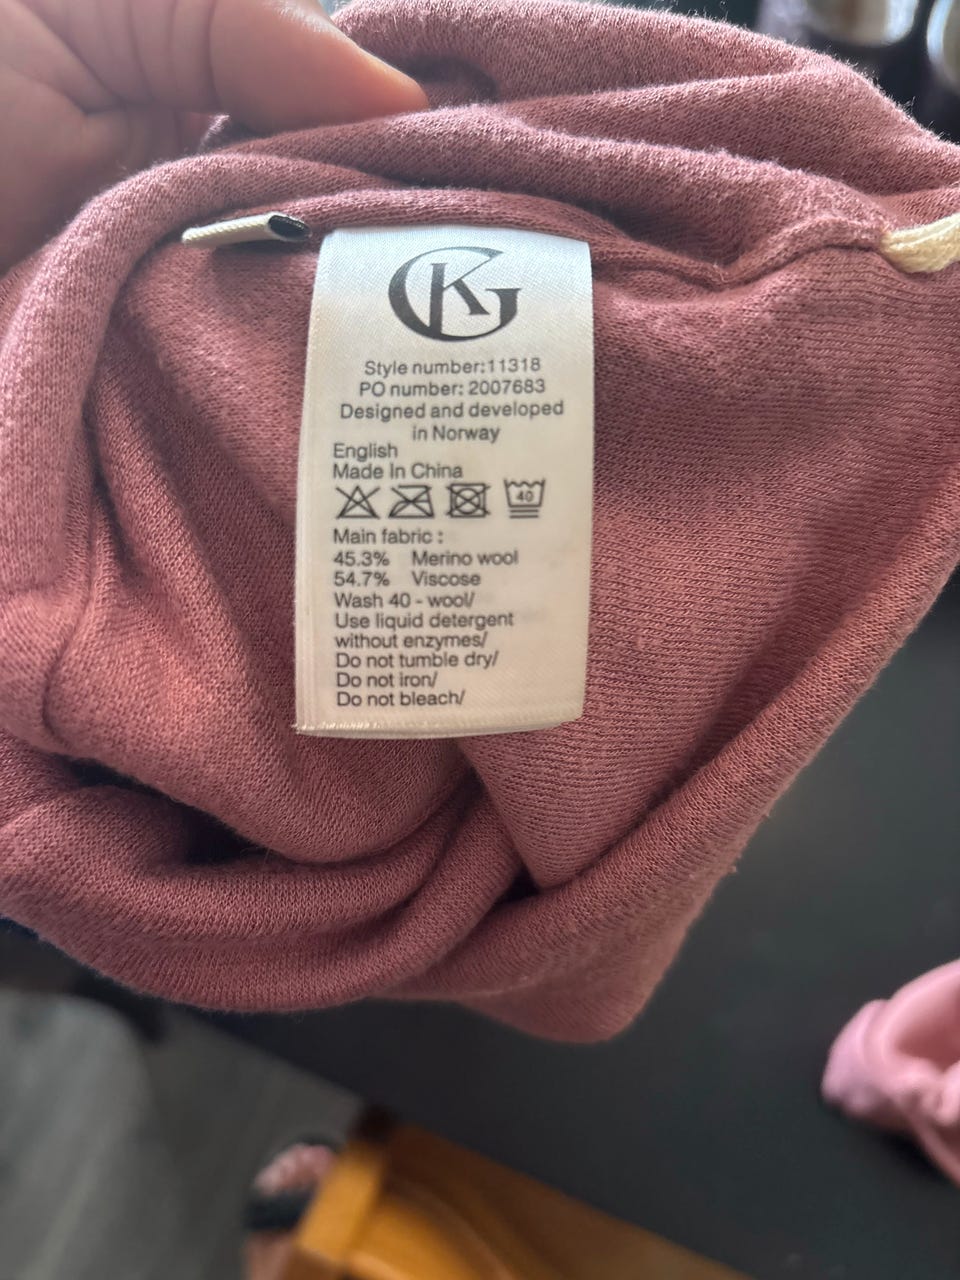 GK
Style number:11318
PO number: 2007683
Designed and developed
in Norway
English
Made In China
40
Main fabric :
45.3% Merino wool
54.7% Viscose
Wash 40 - wool/
Use liquid detergent
without enzymes/
Do not tumble dry/
Do not iron/
Do not bleach/